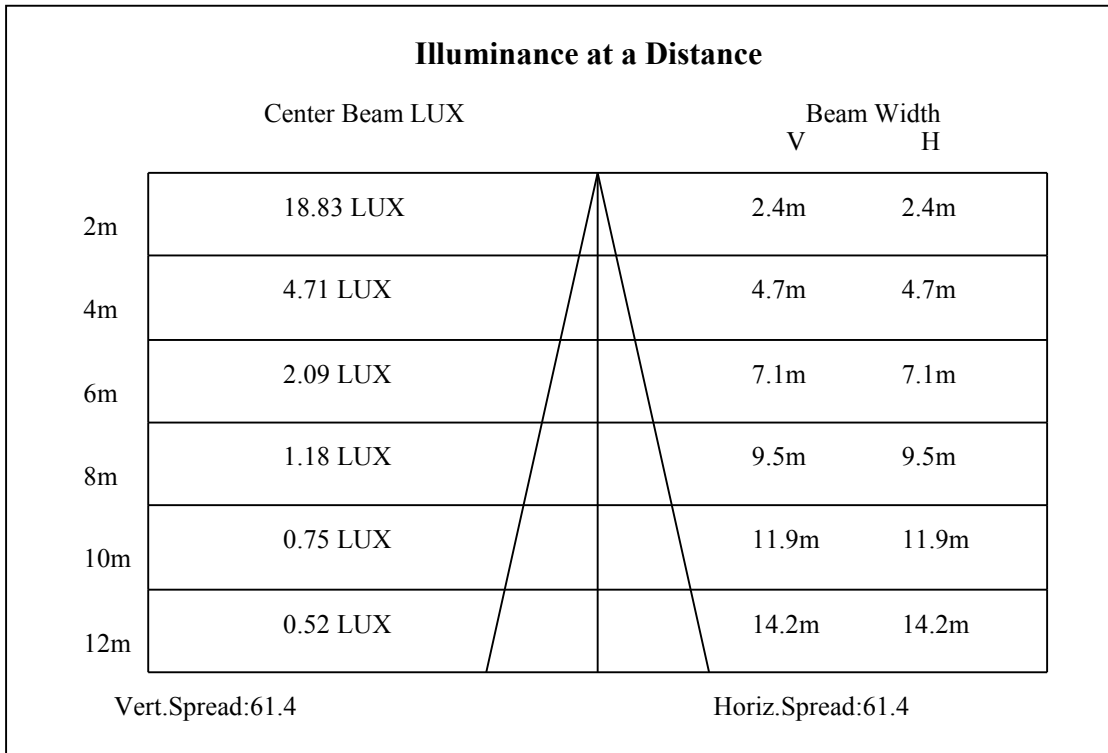 Illuminance at a Distance
Center Beam LUX Beam Width
V H
2m 18.83 LUX 2.4m 2.4m
4m 4.71 LUX 4.7m 4.7m
6m 2.09 LUX 7.1m 7.1m
8m 1.18 LUX 9.5m 9.5m
10m 0.75 LUX 11.9m 11.9m
12m 0.52 LUX 14.2m 14.2m
Vert.Spread:61.4 Horiz.Spread:61.4